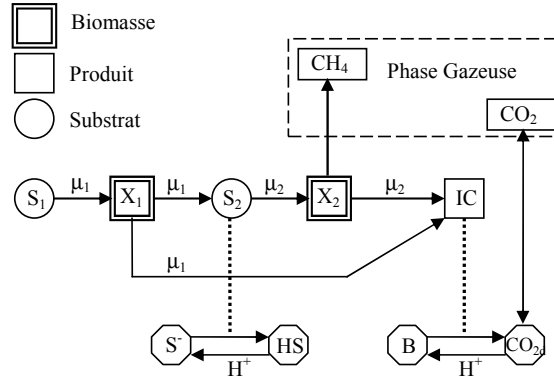 Biomasse
Produit
Substrat
CH4
Phase Gazeuse
CO2
S1 μ1 X1 μ1 S2 μ2 X2 μ2 IC
μ1
S- HS B CO2d
H+ H+